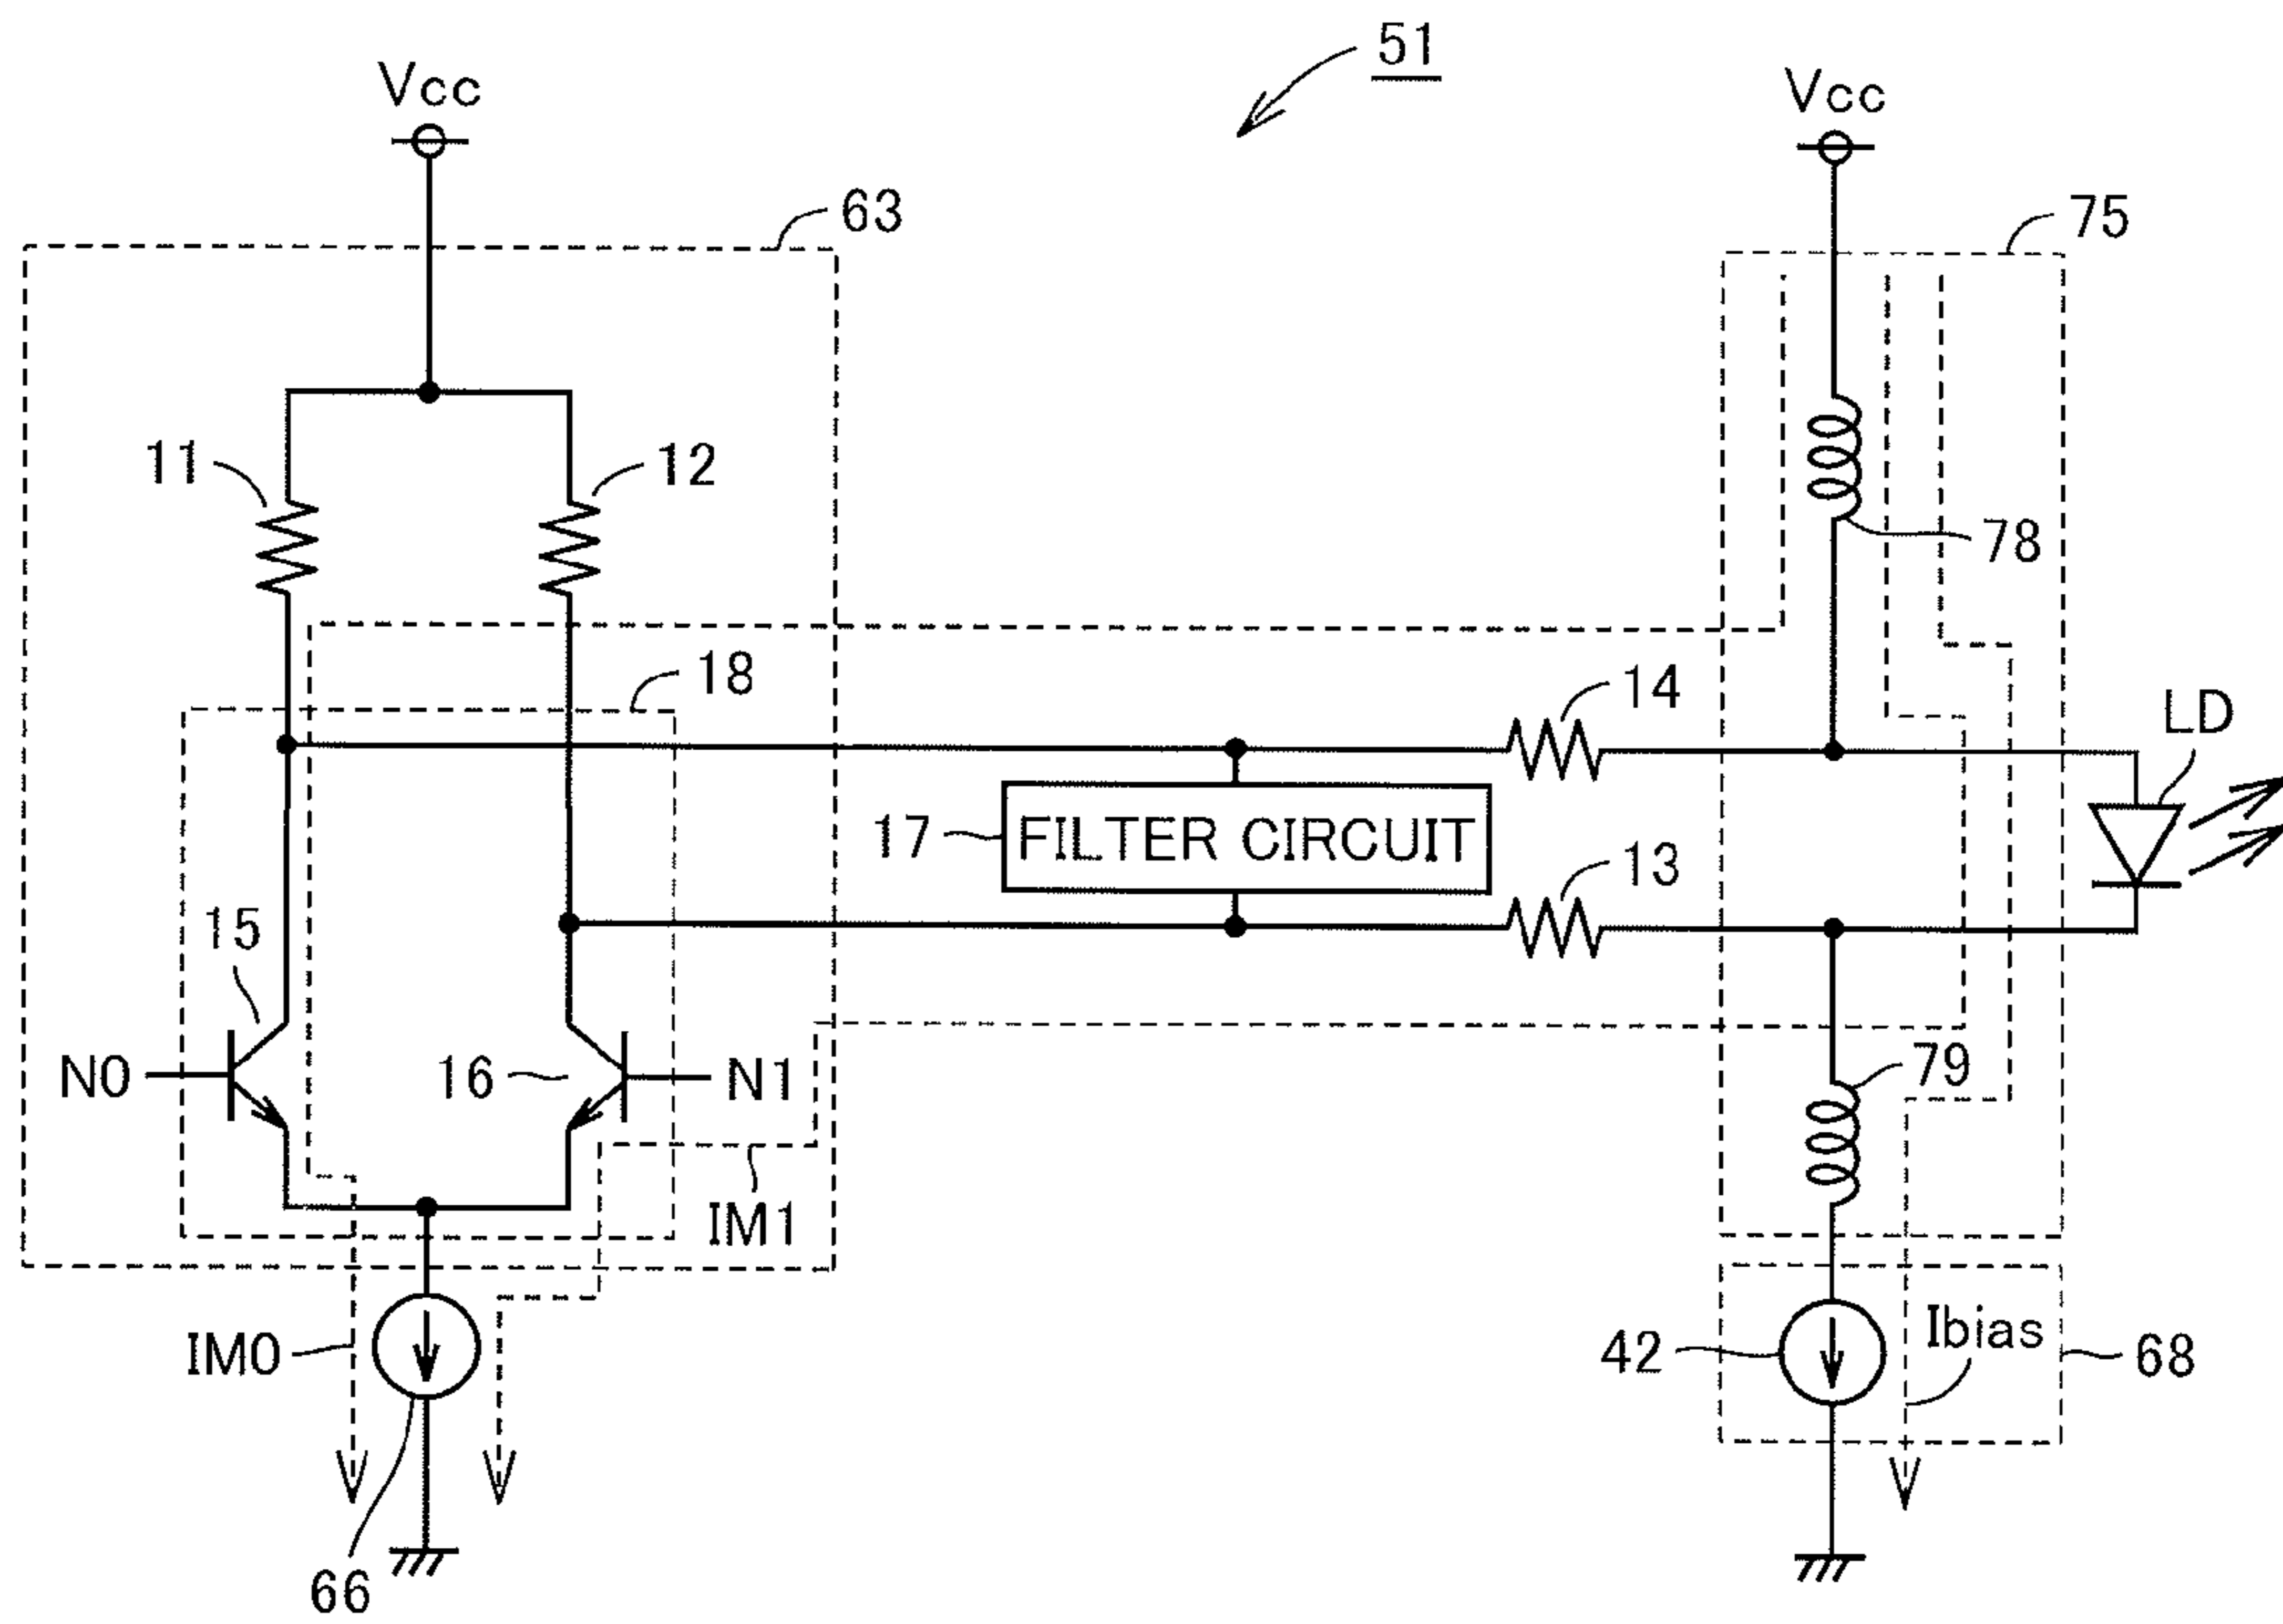 51
Vcc
Vcc
63
75
11
12
78
18
14
LD
17
FILTER CIRCUIT
13
15
N0
16
N1
79
IM1
IM0
42
Ibias
68
66